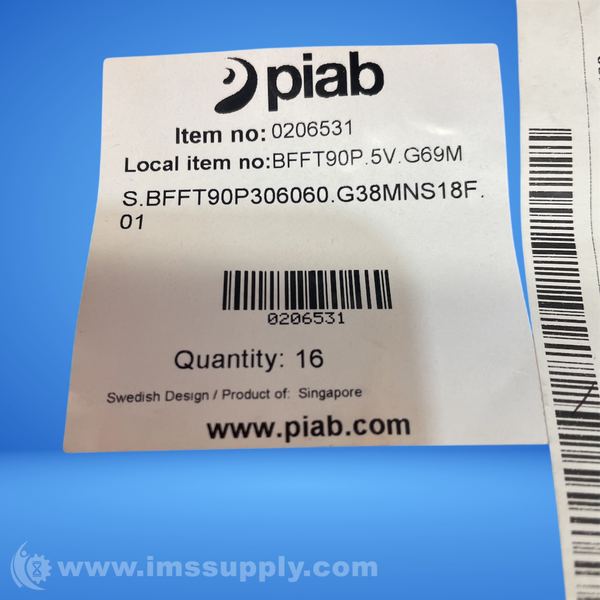 piab
Item no: 0206531
Local item no:BFFT90P.5V.G69M
S.BFFT90P306060.G38MNS18F.
01
0206531
Quantity: 16
Swedish Design / Product of: Singapore
www.piab.com
www.imssupply.com